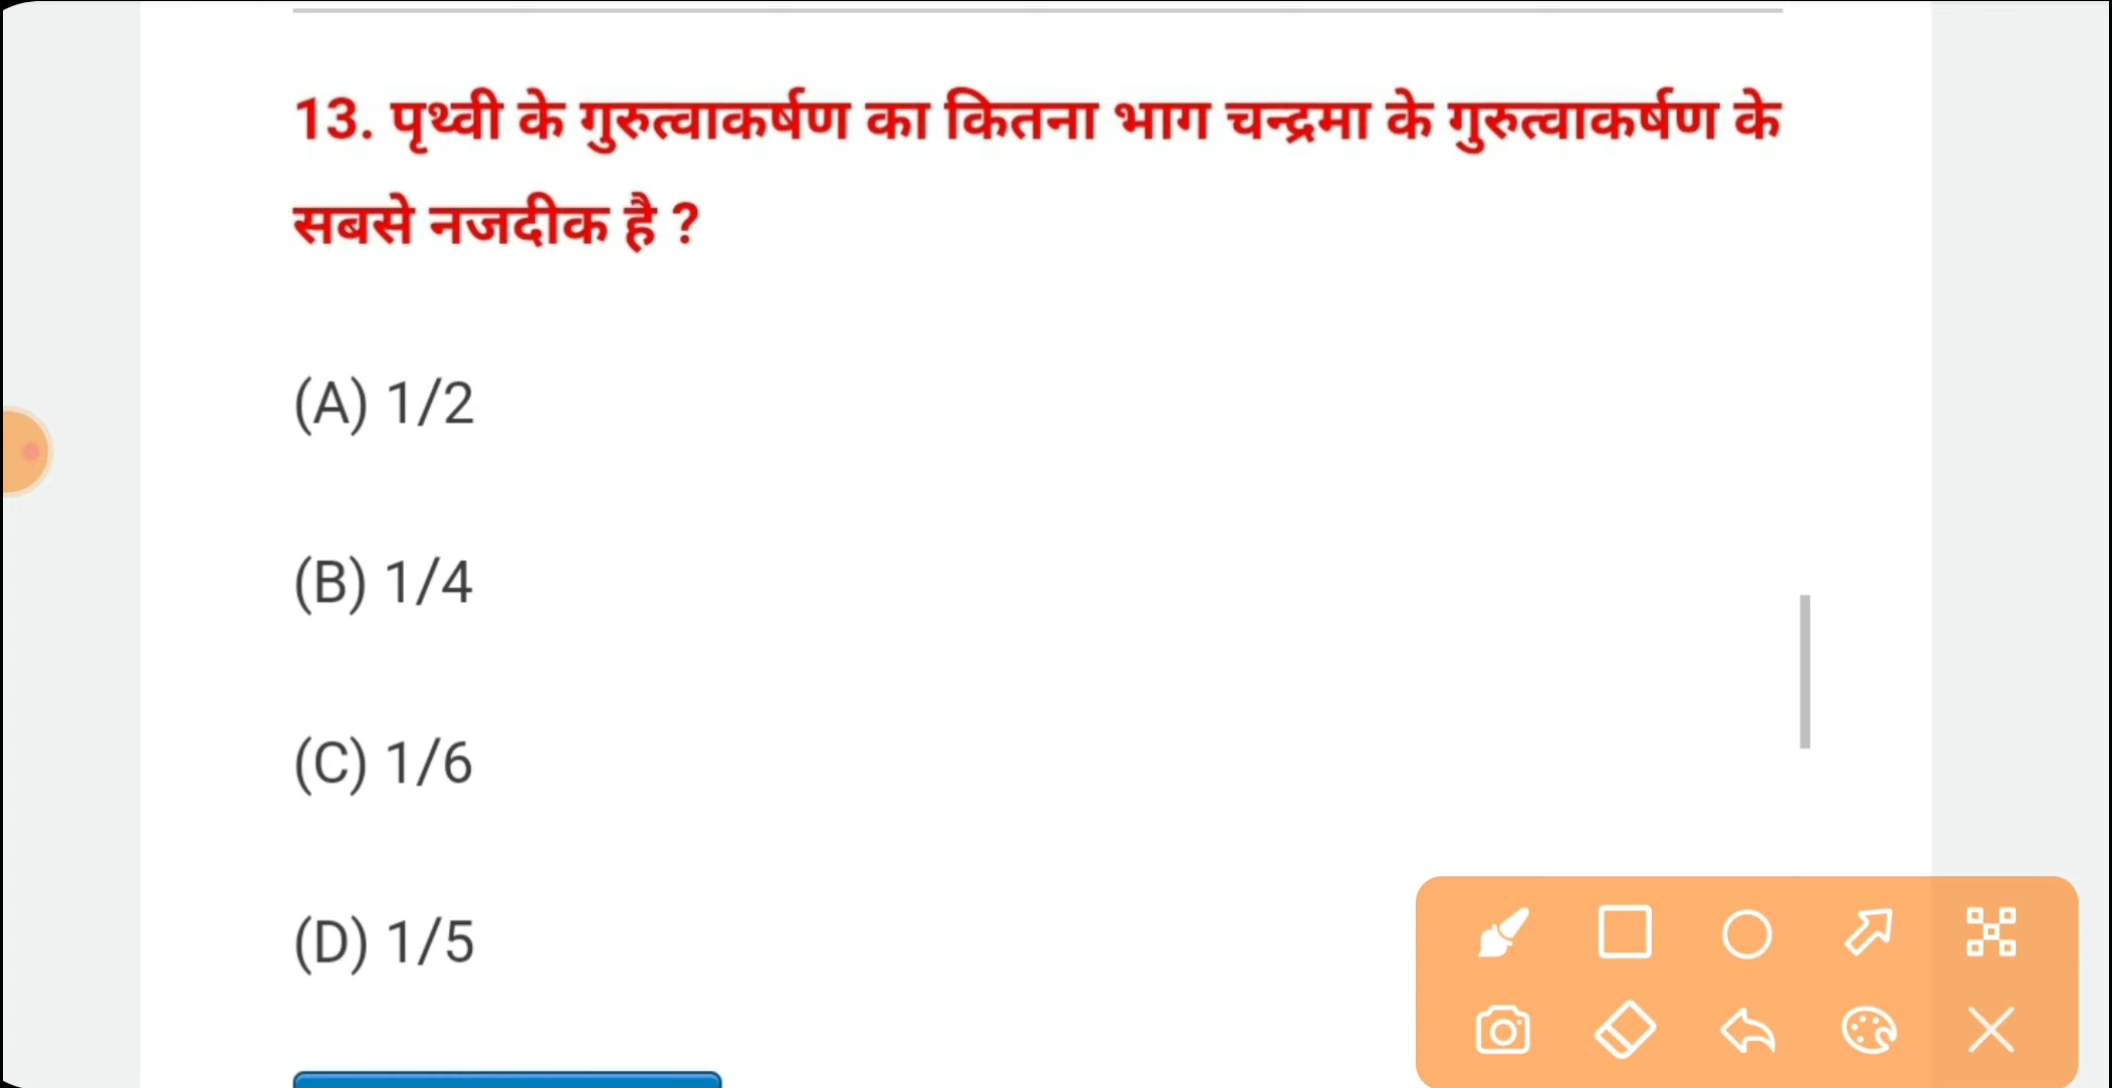 13. पृथ्वी के गुरुत्वाकर्षण का कितना भाग चन्द्रमा के गुरुत्वाकर्षण के
सबसे नजदीक है ?
(A) 1/2
(B) 1/4
(C) 1/6
(D) 1/5